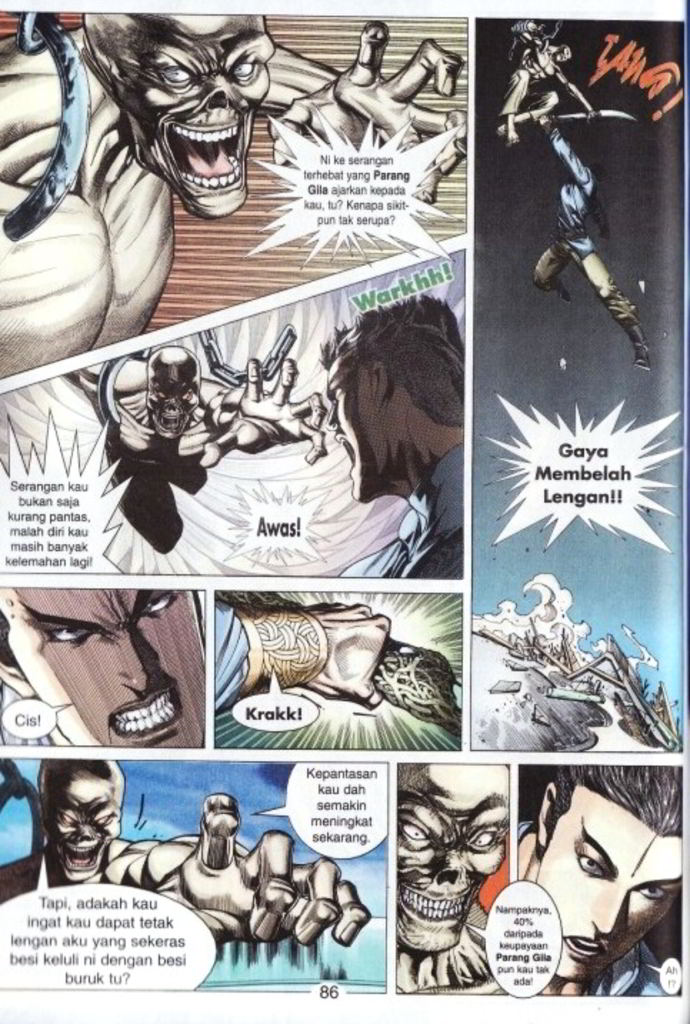 Ni ke serangan
terhebat yang Parang
Gila ajarkan kepada
kau, tu? Kenapa sikit-
pun tak serupa?
Warkhh!
Serangan kau
bukan saja
kurang pantas,
malah diri kau
masih banyak
kelemahan lagi!
Awas!
Cis!
Krakk!
TANG!
Gaya
Membelah
Lengan!!
Kepantasan
kau dah
semakin
meningkat
sekarang.
Tapi, adakah kau
ingat kau dapat tetak
lengan aku yang sekeras
besi keluli ni dengan besi
buruk tu?
Nampaknya,
40%
daripada
keupayaan
Parang Gila
pun kau tak
ada!
Ah
!?
86